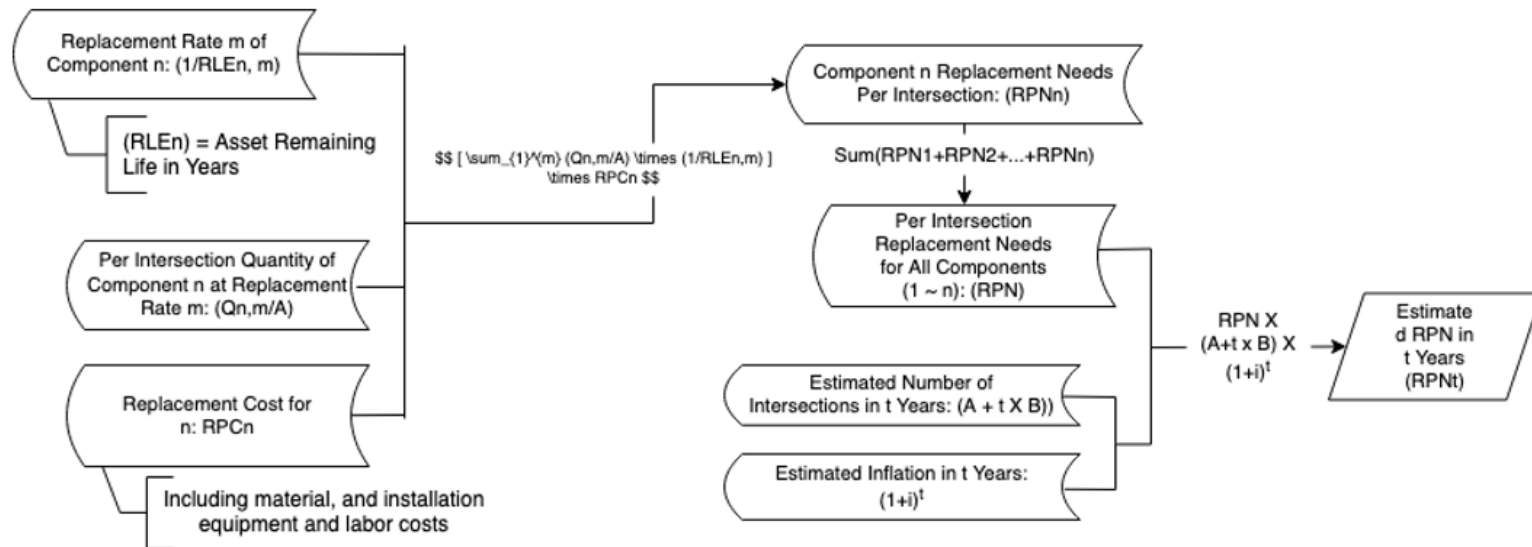 Replacement Rate m of
Component n: (1/RLEn, m)
(RLEn) = Asset Remaining
Life in Years
Per Intersection Quantity of
Component n at Replacement
Rate m: (Qn,m/A)
Replacement Cost for
n: RPCn
Including material, and installation
equipment and labor costs
$$ [ \sum_{1}^{m} (Qn,m/A) \times (1/RLEn,m) ]
\times RPCn $$
Component n Replacement Needs
Per Intersection: (RPNn)
Sum(RPN1+RPN2+...+RPNn)
Per Intersection
Replacement Needs
for All Components
(1 ~ n): (RPN)
Estimated Number of
Intersections in t Years: (A + t X B))
Estimated Inflation in t Years:
(1+i)^t
RPN X
(A+t x B) X
(1+i)^t
Estimate
d RPN in
t Years
(RPNt)